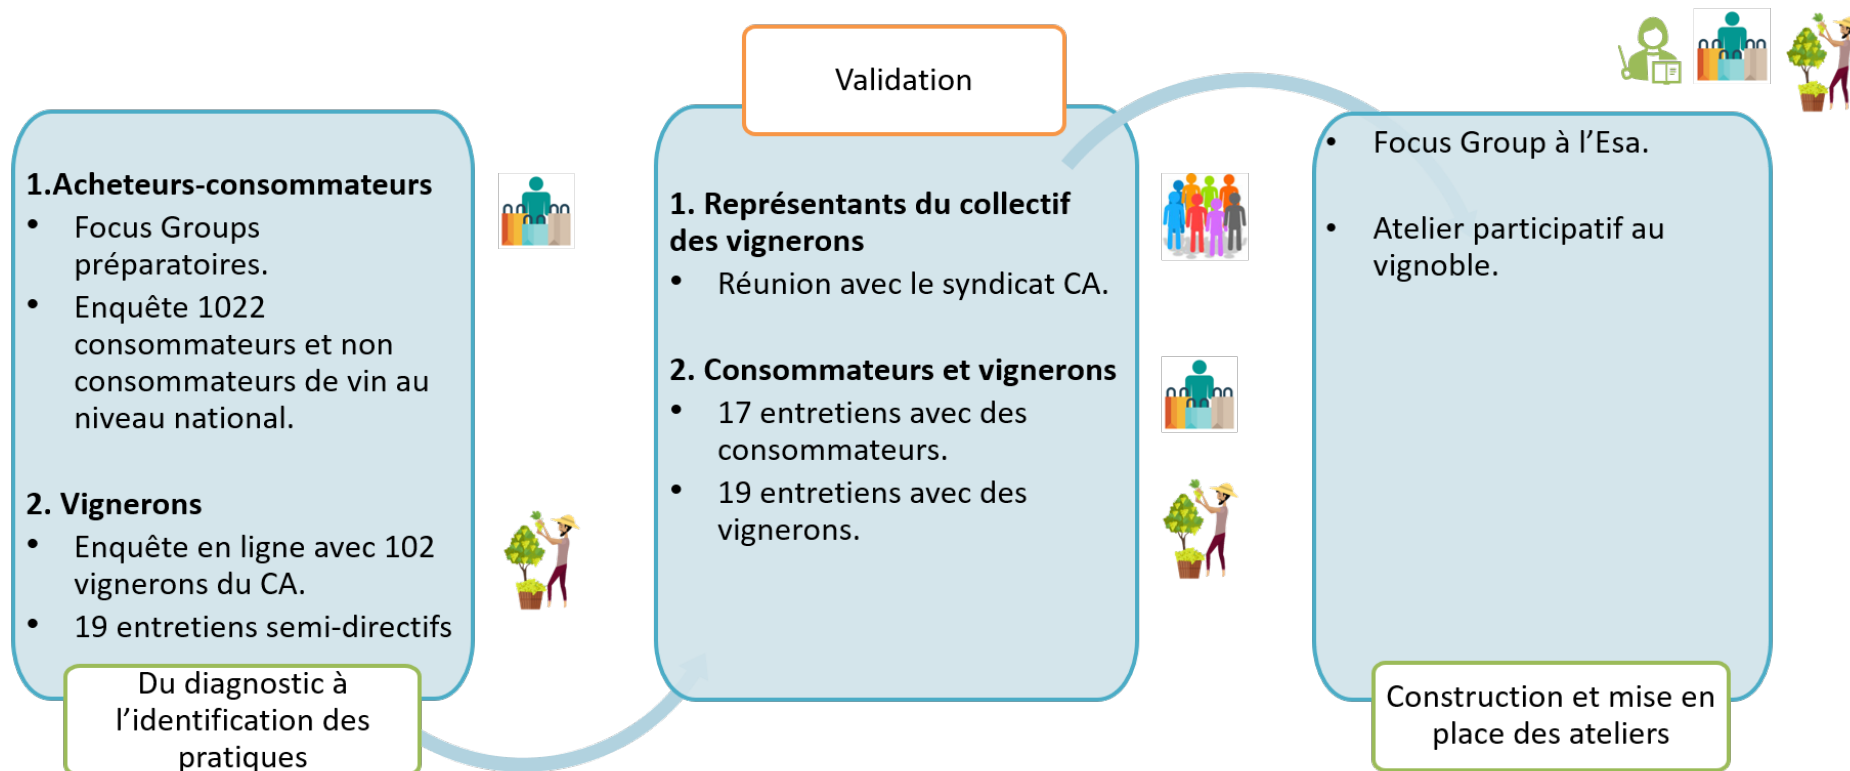 1.Acheteurs-consommateurs
• Focus Groups
préparatoires.
• Enquête 1022
consommateurs et non
consommateurs de vin au
niveau national.
2. Vignerons
• Enquête en ligne avec 102
vignerons du CA.
• 19 entretiens semi-directifs
Du diagnostic à
l’identification des
pratiques
Validation
1. Représentants du collectif
des vignerons
• Réunion avec le syndicat CA.
2. Consommateurs et vignerons
• 17 entretiens avec des
consommateurs.
• 19 entretiens avec des
vignerons.
• Focus Group à l’Esa.
• Atelier participatif au
vignoble.
Construction et mise en
place des ateliers